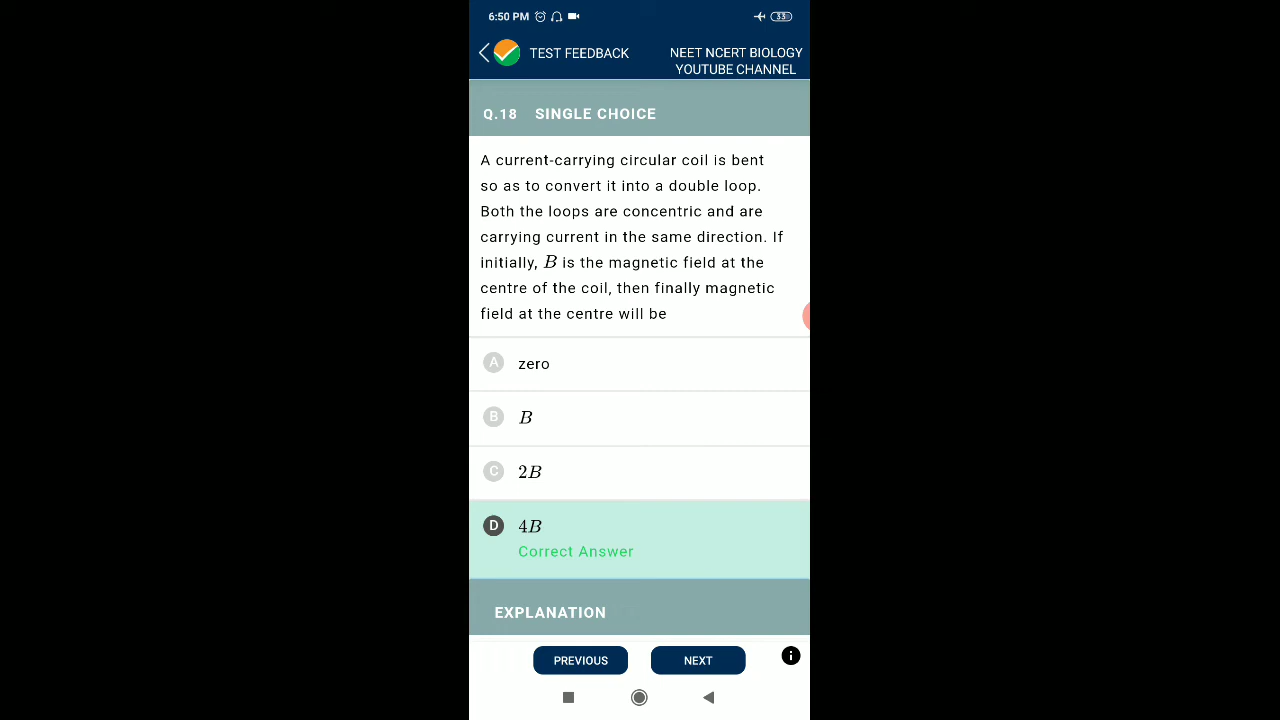 6:50 PM
33
TEST FEEDBACK
NEET NCERT BIOLOGY
YOUTUBE CHANNEL
Q.18 SINGLE CHOICE
A current-carrying circular coil is bent
so as to convert it into a double loop.
Both the loops are concentric and are
carrying current in the same direction. If
initially, B is the magnetic field at the
centre of the coil, then finally magnetic
field at the centre will be
A zero
B B
C 2B
D 4B
Correct Answer
EXPLANATION
PREVIOUS
NEXT